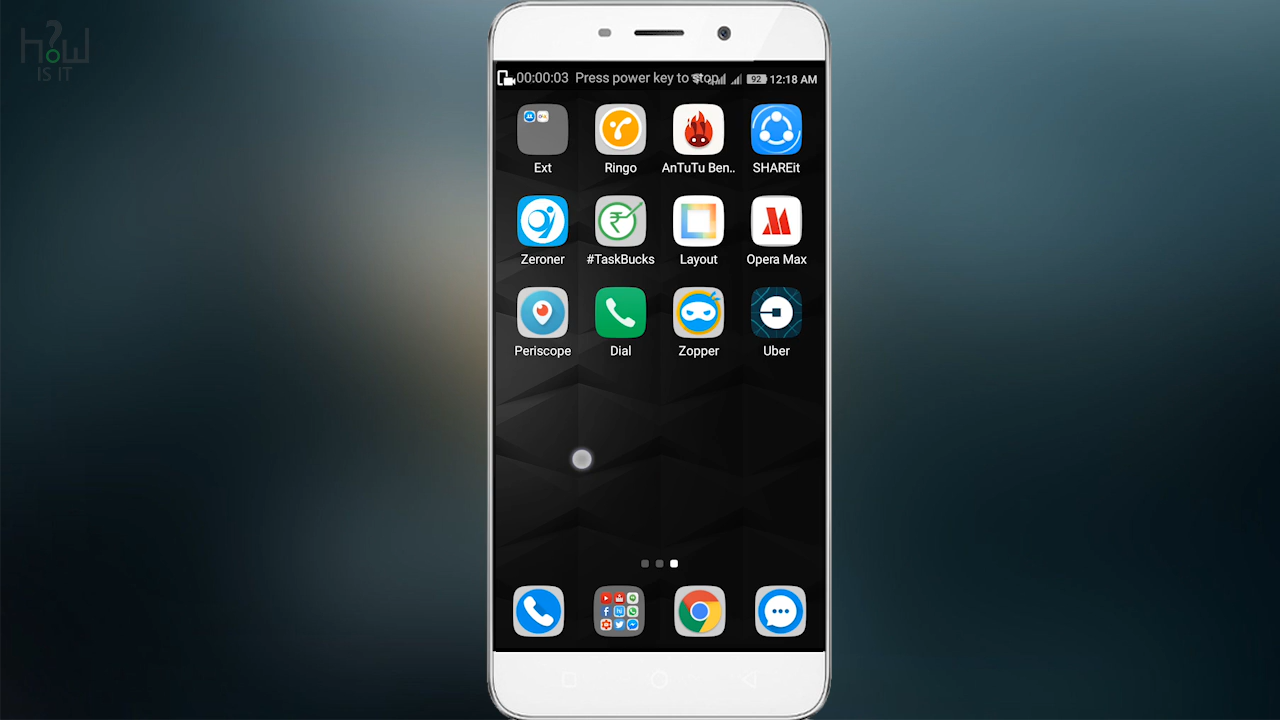 h?oW
IS IT
00:00:03 Press power key to stop 92 12:18 AM
Ext Ringo AnTuTu Ben.. SHAREit
Zeroner #TaskBucks Layout Opera Max
Periscope Dial Zopper Uber